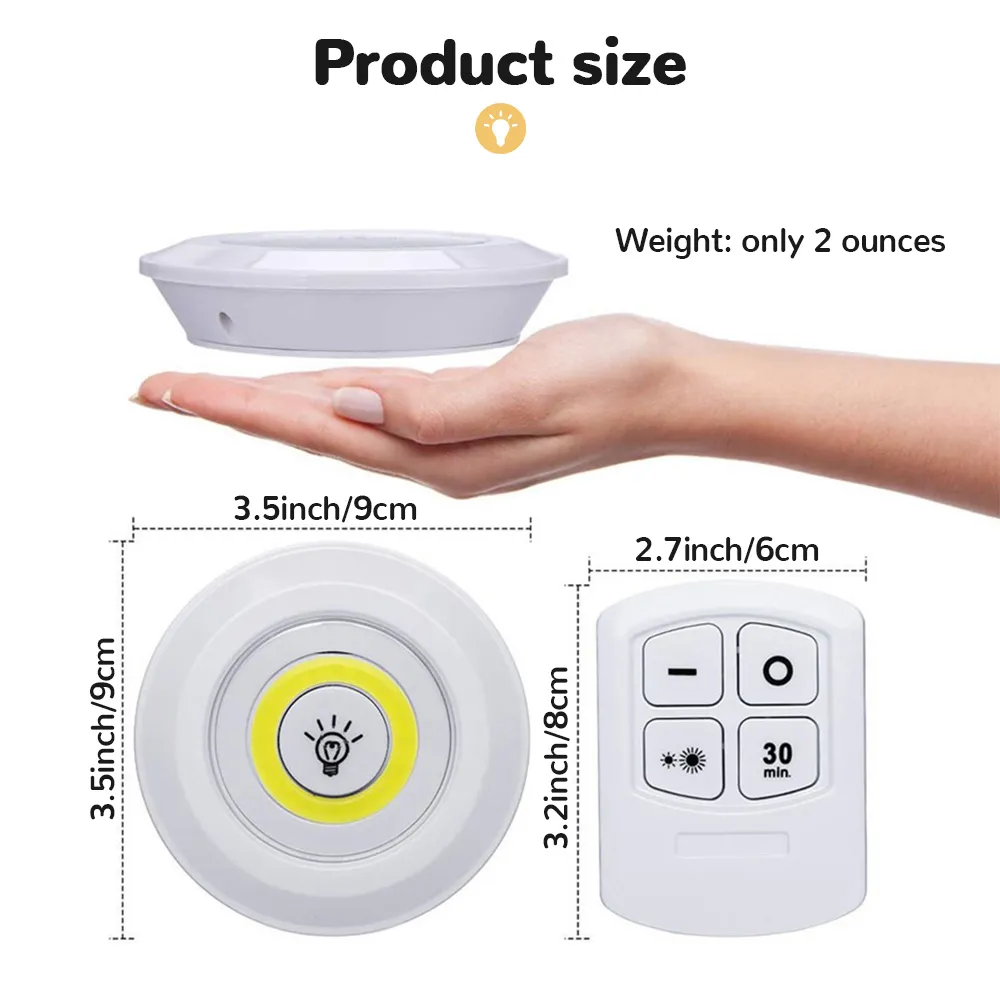 Product size
Weight: only 2 ounces
3.5inch/9cm
2.7inch/6cm
3.5inch/9cm
3.2inch/8cm
30
min.